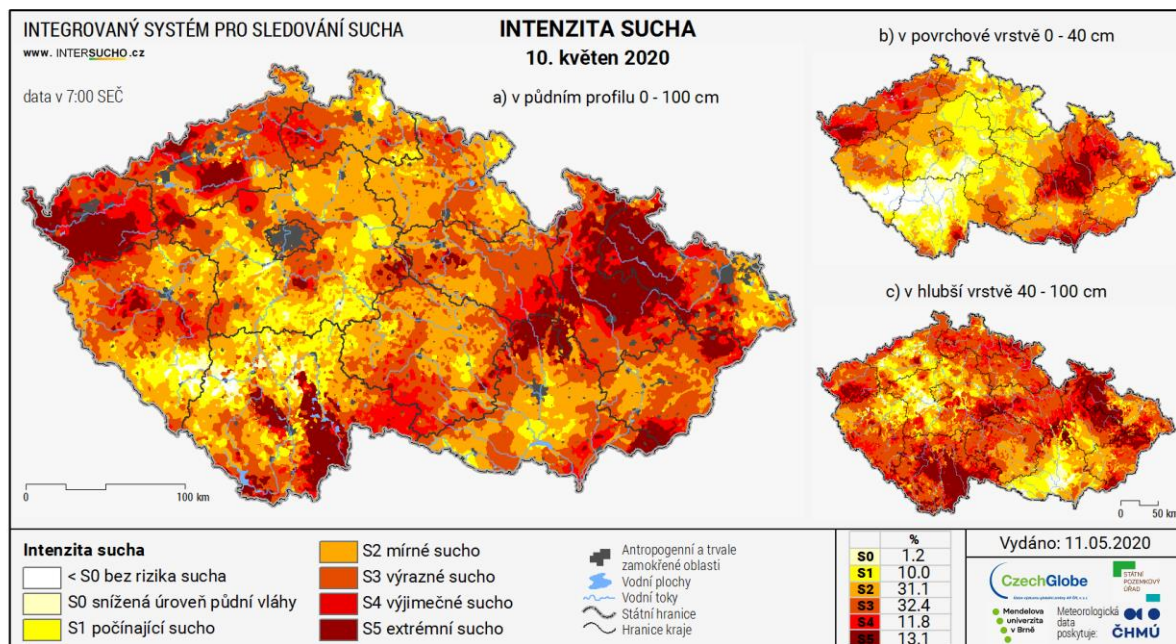 INTEGROVANÝ SYSTÉM PRO SLEDOVÁNÍ SUCHA
www. INTERSUCHO.cz
data v 7:00 SEČ
INTENZITA SUCHA
10. květen 2020
a) v půdním profilu 0 - 100 cm
b) v povrchové vrstvě 0 - 40 cm
c) v hlubší vrstvě 40 - 100 cm
0 100 km
0 50 km
Intenzita sucha
< S0 bez rizika sucha
S0 snížená úroveň půdní vláhy
S1 počínající sucho
S2 mírné sucho
S3 výrazné sucho
S4 výjimečné sucho
S5 extrémní sucho
Antropogenní a trvale
zamokřené oblasti
Vodní plochy
Vodní toky
Státní hranice
Hranice kraje
%
S0 1.2
S1 10.0
S2 31.1
S3 32.4
S4 11.8
S5 13.1
Vydáno: 11.05.2020
CzechGlobe
STÁTNÍ
POZEMKOVÝ
ÚŘAD
Mendelova
univerzita
v Brně
Meteorologická
data
poskytuje:
ČHMÚ